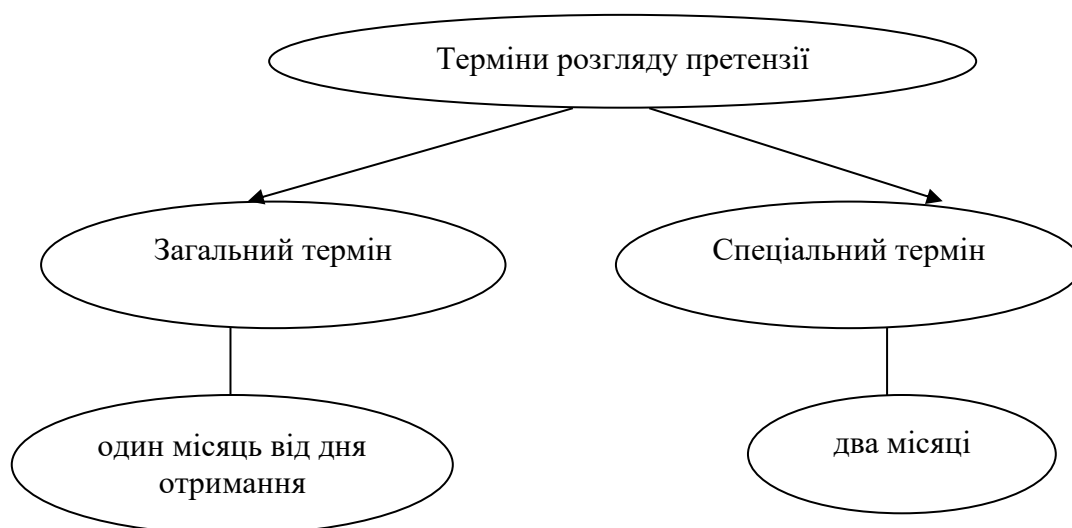 Терміни розгляду претензії
Загальний термін
Спеціальний термін
один місяць від дня
отримання
два місяці